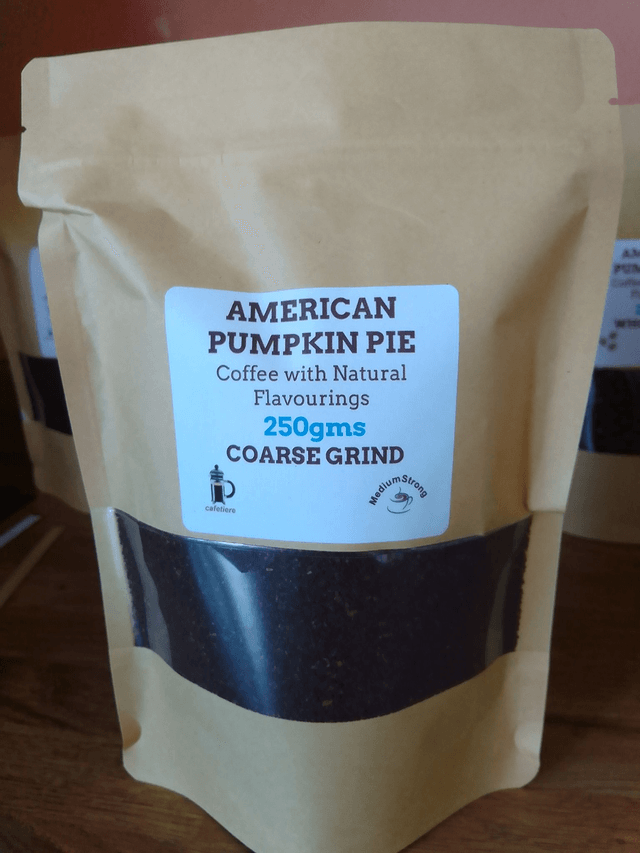 AMERICAN
PUMPKIN PIE
Coffee with Natural
Flavourings
250gms
COARSE GRIND
cafetiere
Medium Strong